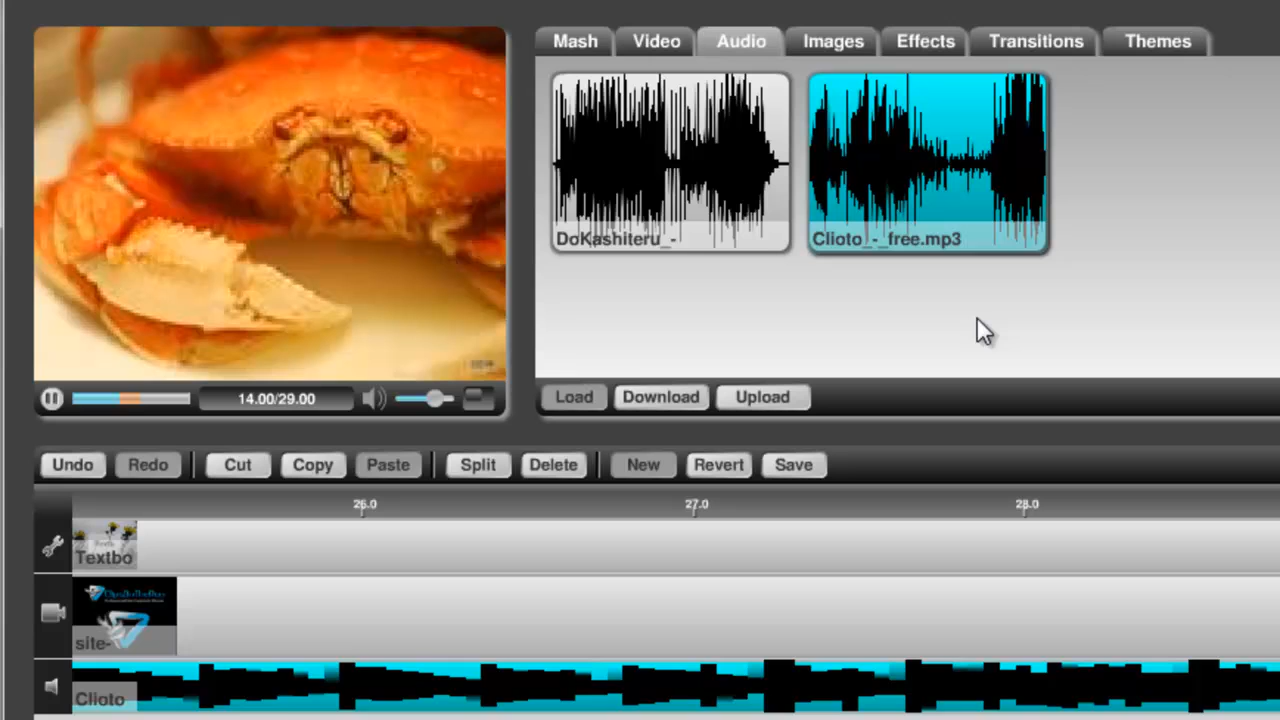 Mash Video Audio Images Effects Transitions Themes
DoKashiteru_-
Clioto_-_free.mp3
14.00/29.00
Load Download Upload
Undo Redo Cut Copy Paste Split Delete New Revert Save
26.0 27.0 28.0
Textbo
site-
Clioto